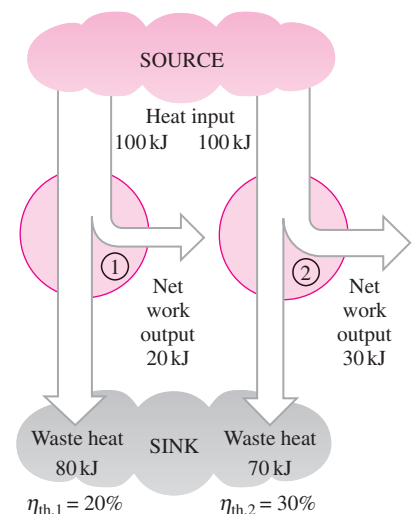 SOURCE
Heat input
100 kJ 100 kJ
1
2
Net
work
output
20 kJ
Net
work
output
30 kJ
Waste heat
80 kJ
SINK
Waste heat
70 kJ
ηth,1 = 20%
ηth,2 = 30%